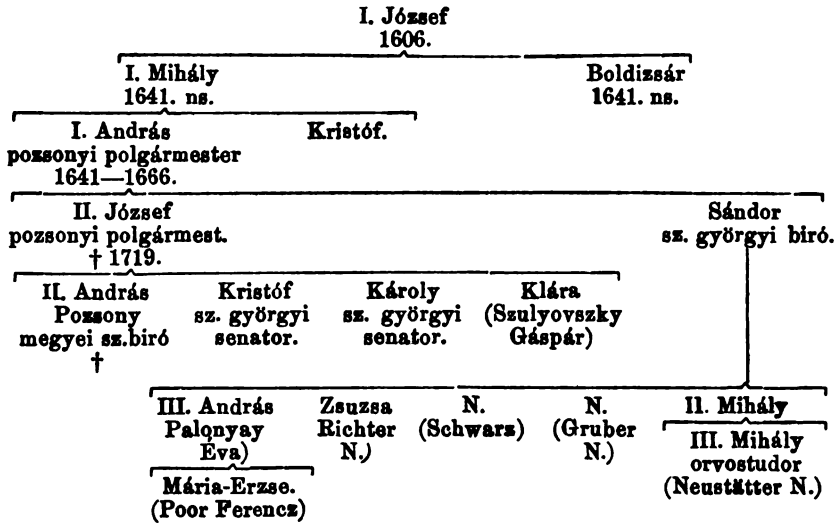 I. József
1606.
I. Mihály
1641. ns.
Boldizsár
1641. ns.
I. András
pozsonyi polgármester
1641—1666.
Kristóf.
II. József
pozsonyi polgármest.
† 1719.
Sándor
sz. györgyi biró.
II. András
Pozsony
megyei sz.biró
†
Kristóf
sz. györgyi
senator.
Károly
sz. györgyi
senator.
Klára
(Szulyovszky
Gáspár)
III. András
Palonyay
Éva)
Zsuzsa
Richter
N.)
N.
(Schwarz)
N.
(Gruber
N.)
II. Mihály
Mária-Erzse.
(Poor Ferencz)
III. Mihály
orvostudor
(Neustätter N.)